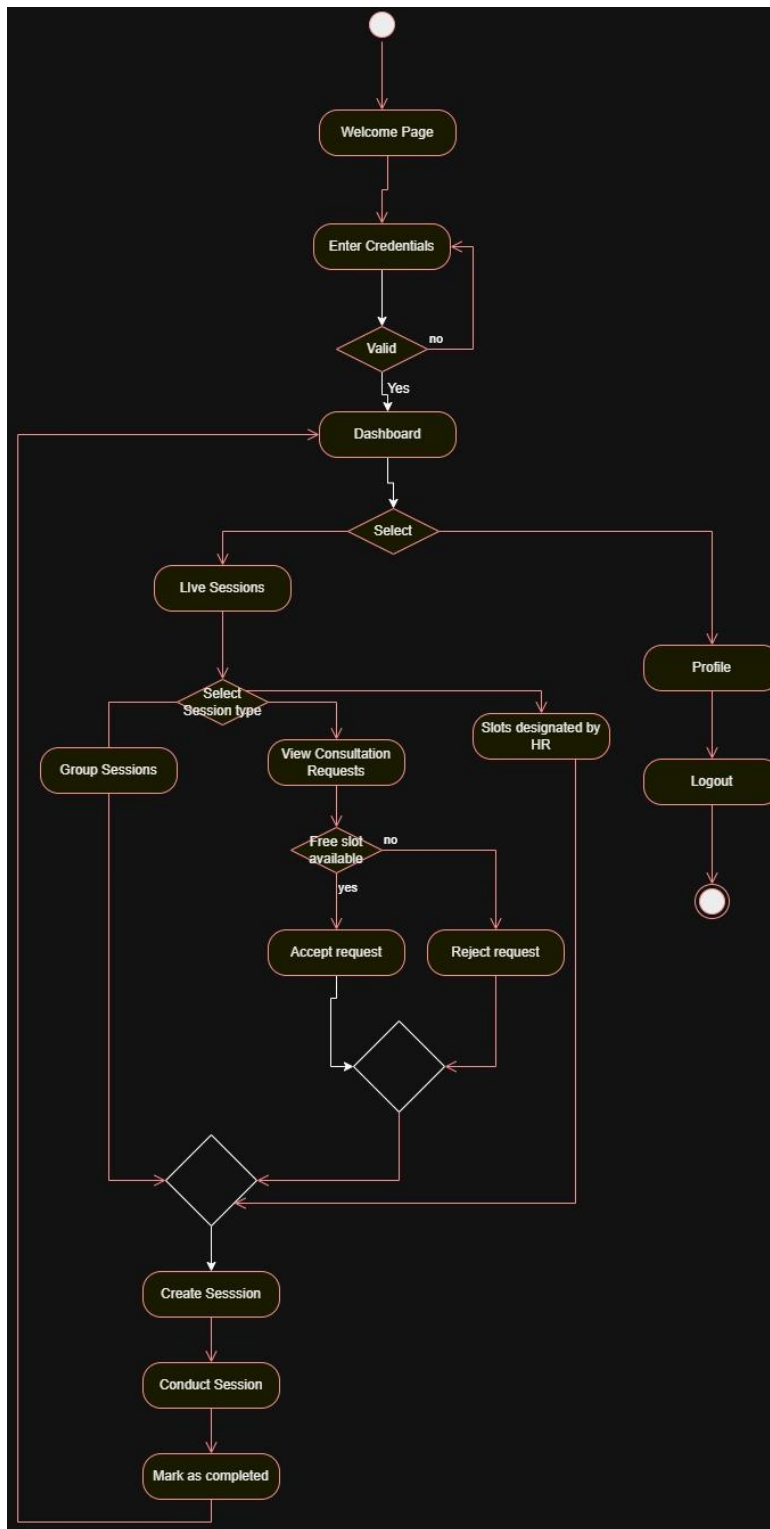 Welcome Page
Enter Credentials
Valid
no
Yes
Dashboard
Select
LIve Sessions
Profile
Select
Session type
Slots designated by
HR
Group Sessions
View Consultation
Requests
Logout
Free slot
available
no
yes
Accept request
Reject request
Create Sesssion
Conduct Session
Mark as completed